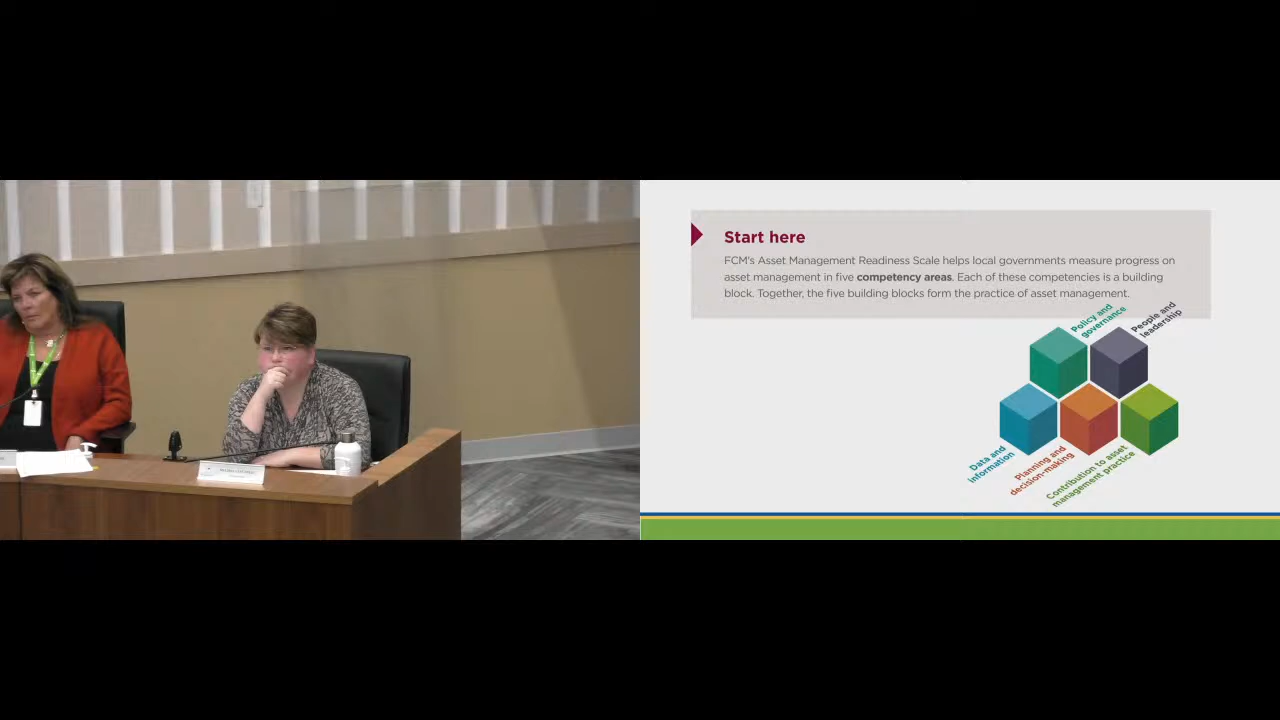 Start here
FCM's Asset Management Readiness Scale helps local governments measure progress on
asset management in five competency areas. Each of these competencies is a building
block. Together, the five building blocks form the practice of asset management.
Policy and
governance
People and
leadership
Data and
information
Planning and
decision-making
Contribution to asset
management practice